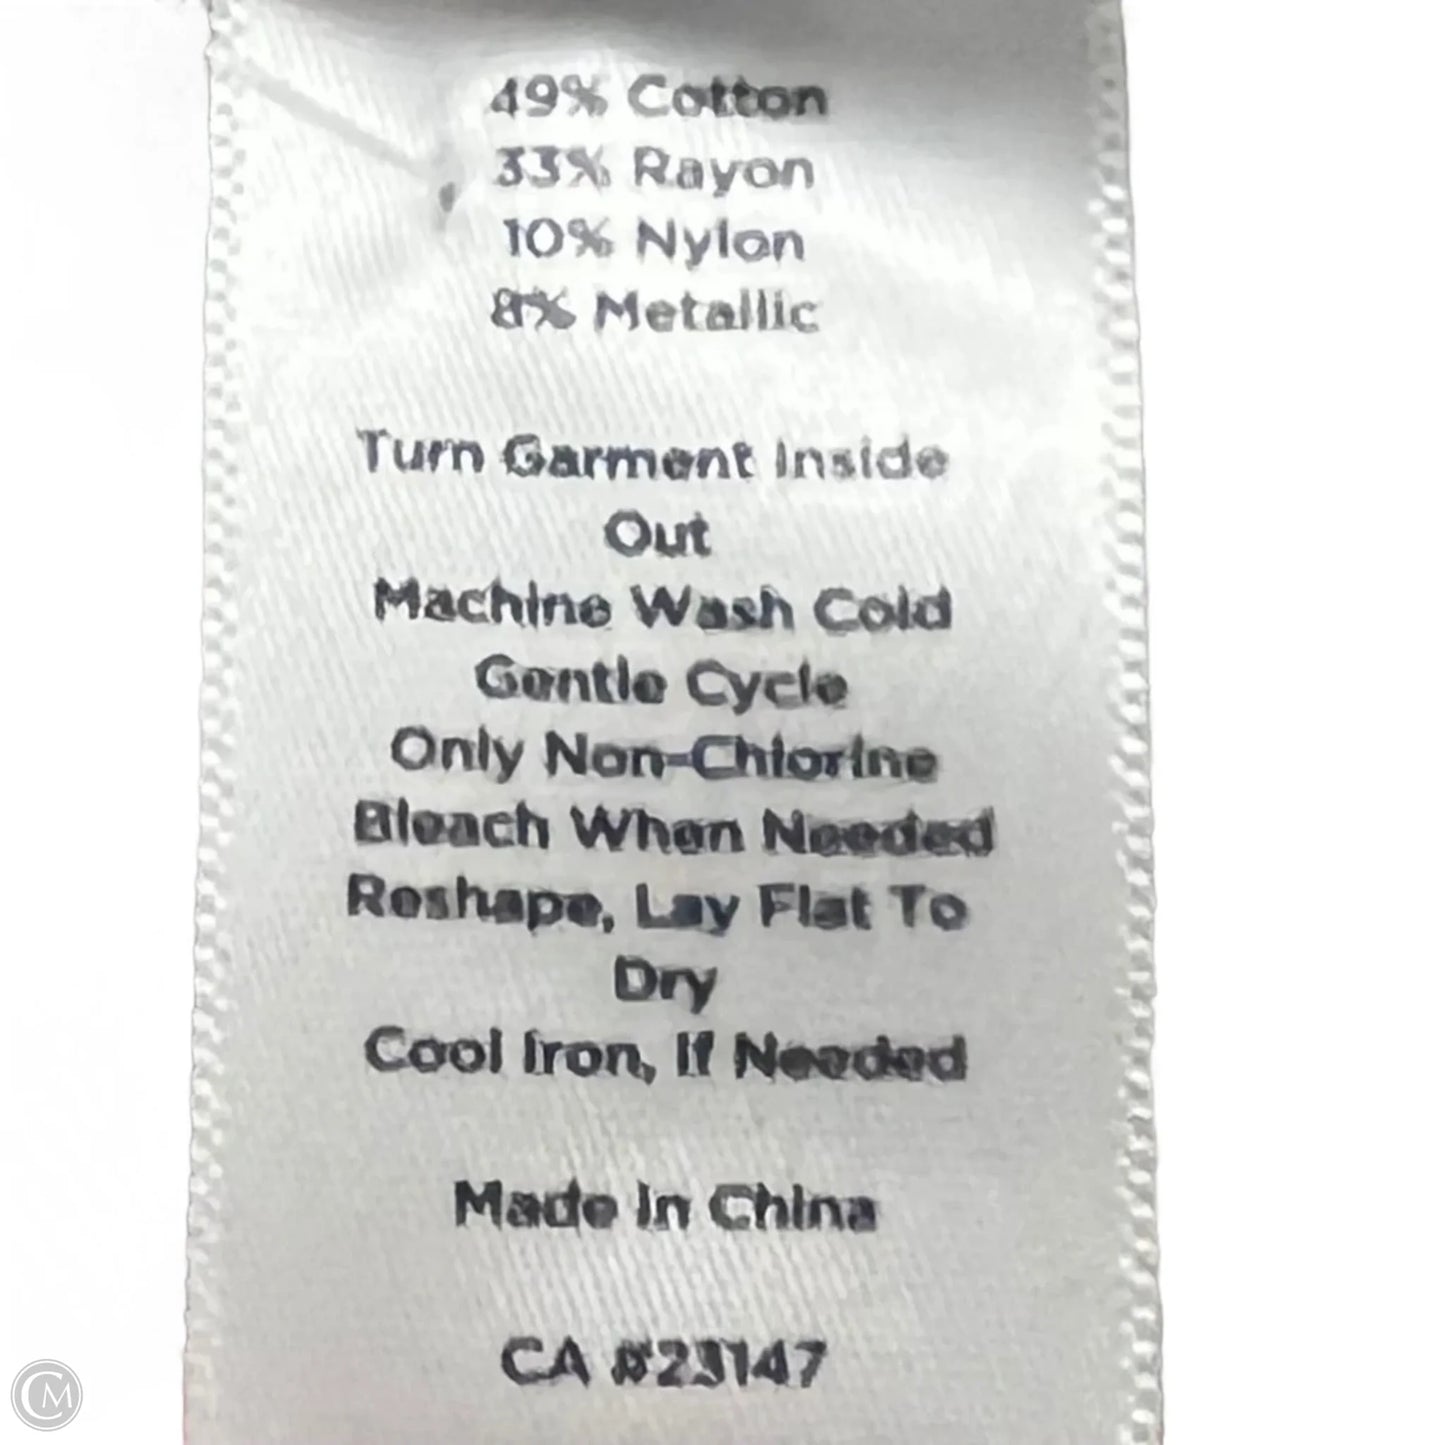 49% Cotton
33% Rayon
10% Nylon
8% Metallic
Turn Garment Inside
Out
Machine Wash Cold
Gentle Cycle
Only Non-Chlorine
Bleach When Needed
Reshape, Lay Flat To
Dry
Cool Iron, If Needed
Made In China
CA #23147
CM